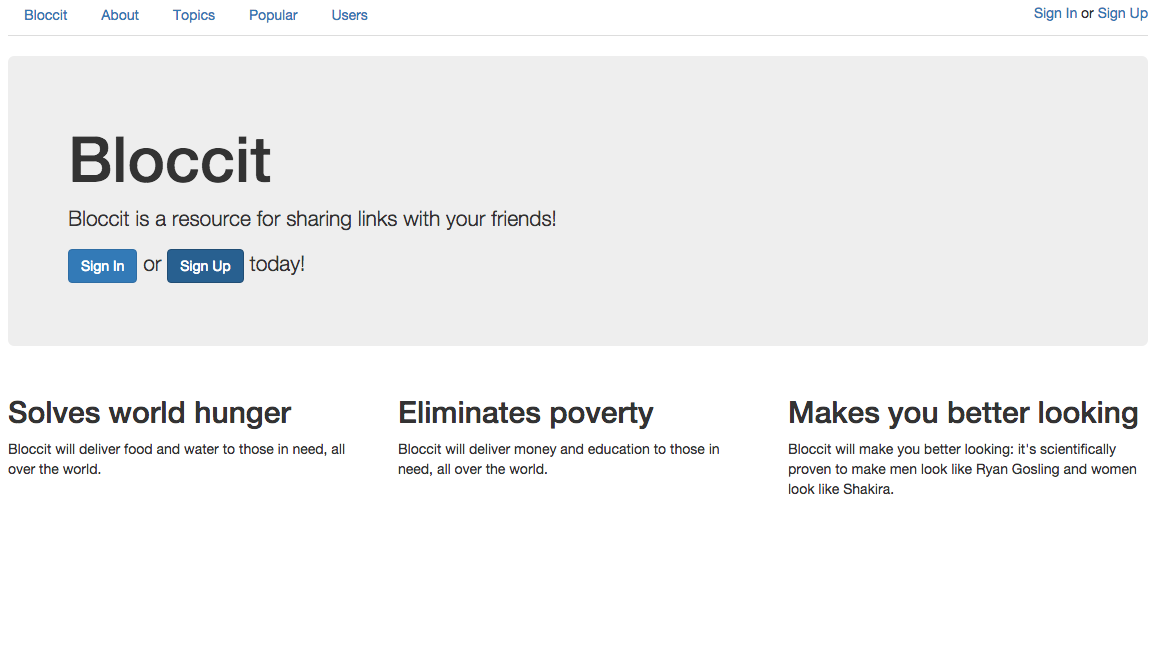 Bloccit About Topics Popular Users Sign In or Sign Up
Bloccit
Bloccit is a resource for sharing links with your friends!
Sign In or Sign Up today!
Solves world hunger
Bloccit will deliver food and water to those in need, all
over the world.
Eliminates poverty
Bloccit will deliver money and education to those in
need, all over the world.
Makes you better looking
Bloccit will make you better looking: it's scientifically
proven to make men look like Ryan Gosling and women
look like Shakira.